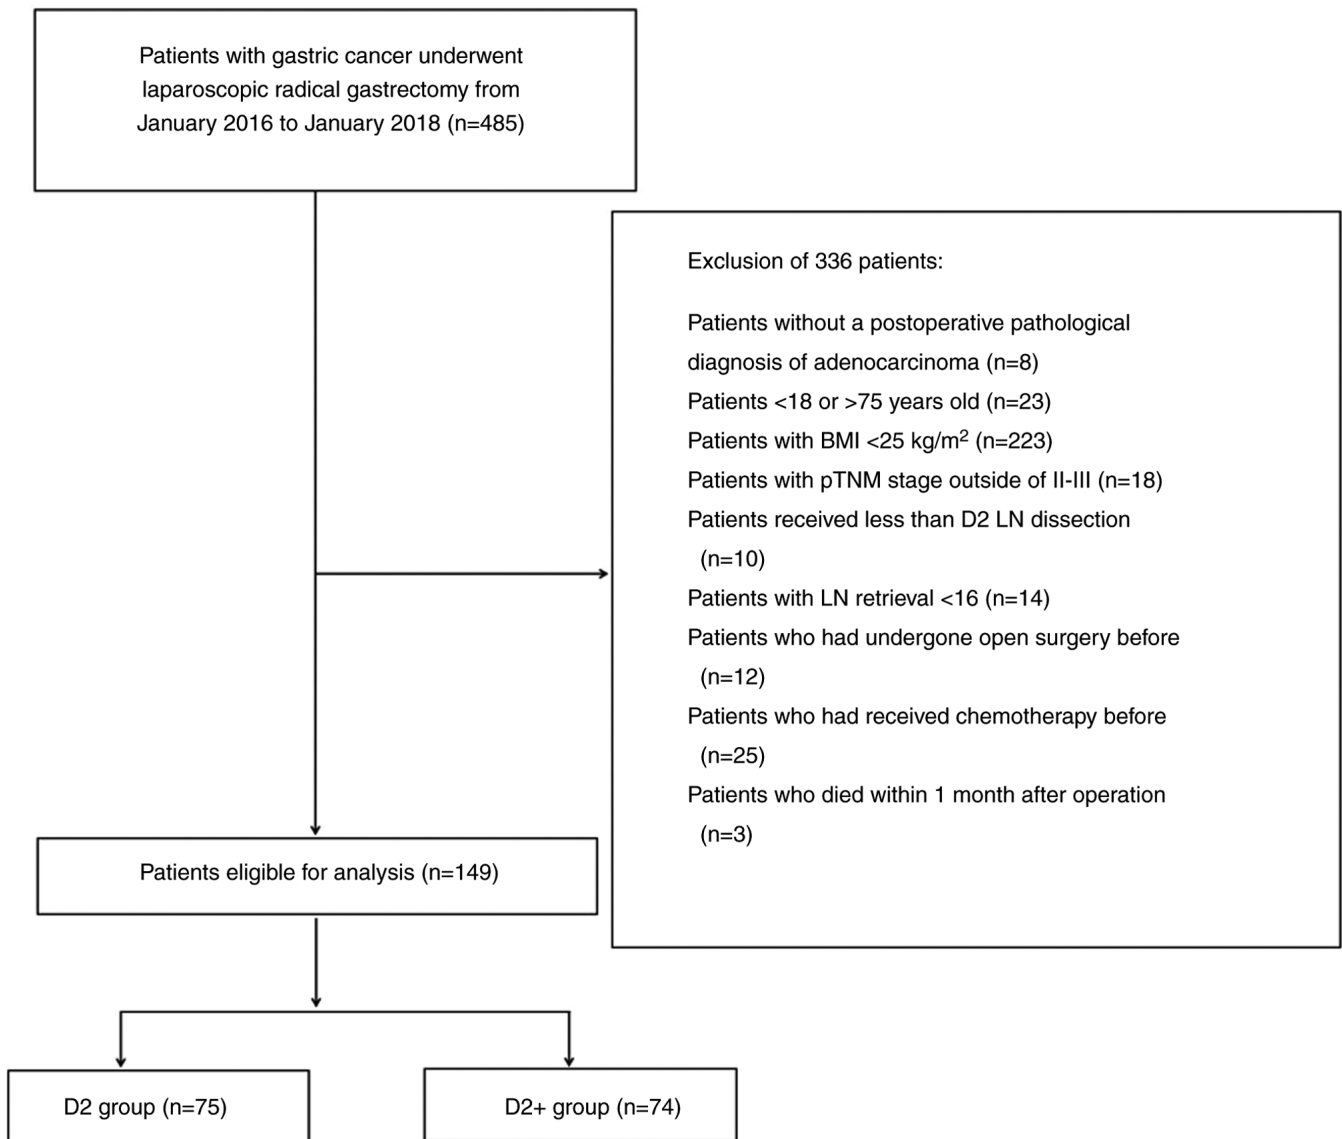 Patients with gastric cancer underwent
laparoscopic radical gastrectomy from
January 2016 to January 2018 (n=485)
Exclusion of 336 patients:
Patients without a postoperative pathological
diagnosis of adenocarcinoma (n=8)
Patients <18 or >75 years old (n=23)
Patients with BMI <25 kg/m² (n=223)
Patients with pTNM stage outside of II-III (n=18)
Patients received less than D2 LN dissection
(n=10)
Patients with LN retrieval <16 (n=14)
Patients who had undergone open surgery before
(n=12)
Patients who had received chemotherapy before
(n=25)
Patients who died within 1 month after operation
(n=3)
Patients eligible for analysis (n=149)
D2 group (n=75)
D2+ group (n=74)